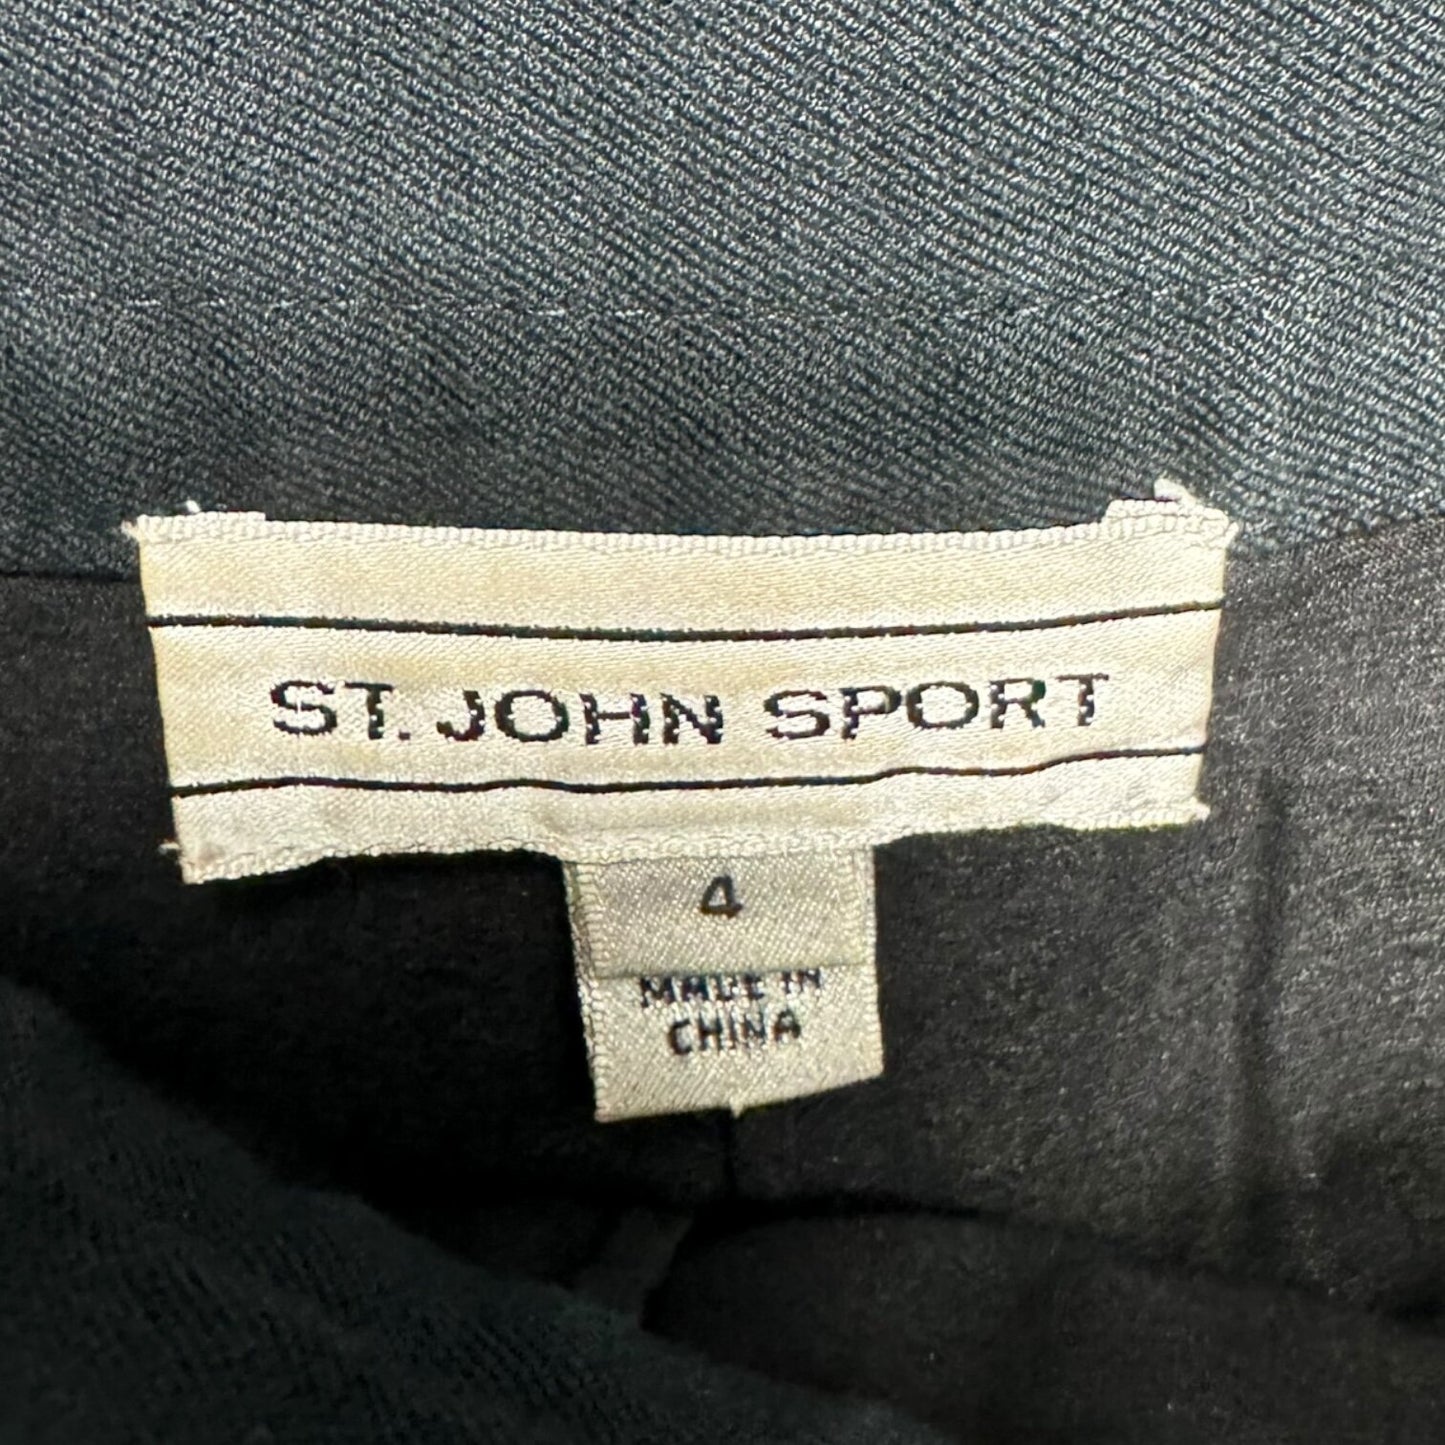 ST. JOHN SPORT
4
MADE IN
CHINA